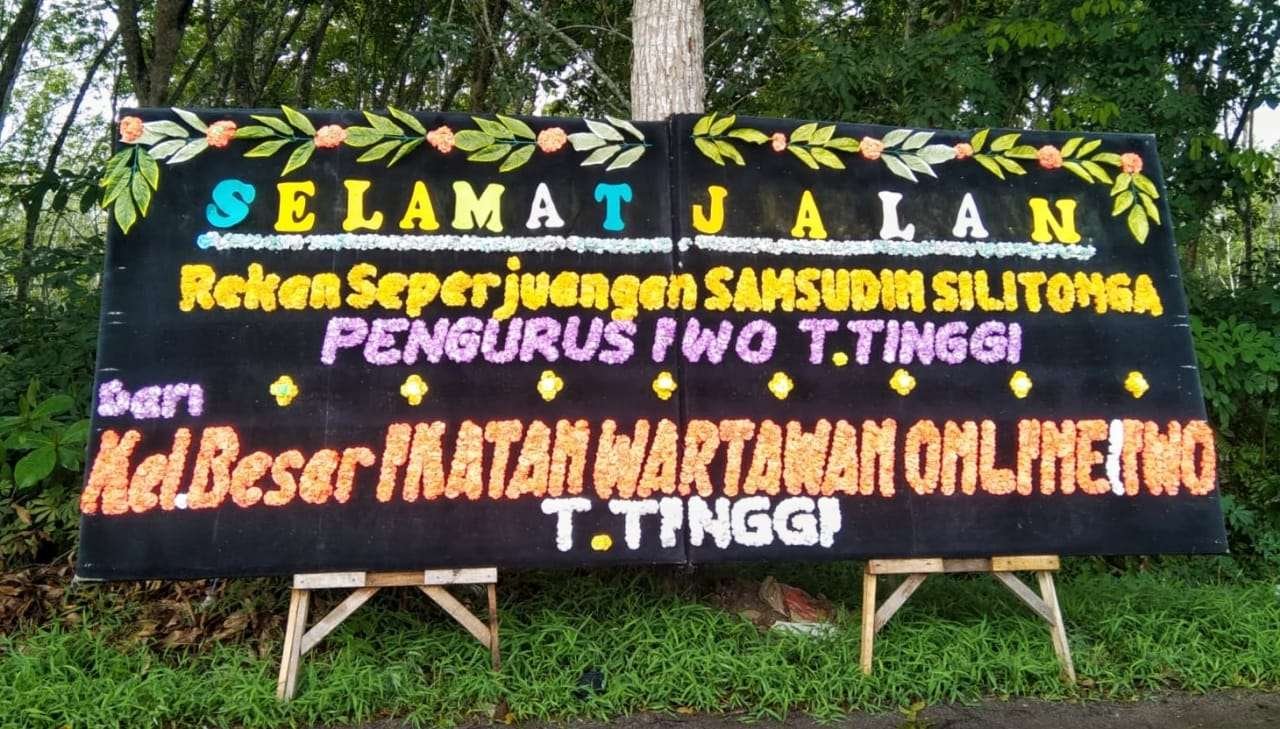 SELAMAT JALAN
Rekan Seperjuangan SAMSUDIN SILITONGA
PENGURUS IWO T.TINGGI
Dari
Kel.Besar IKATAN WARTAWAN ONLINE|IWO
T.TINGGI